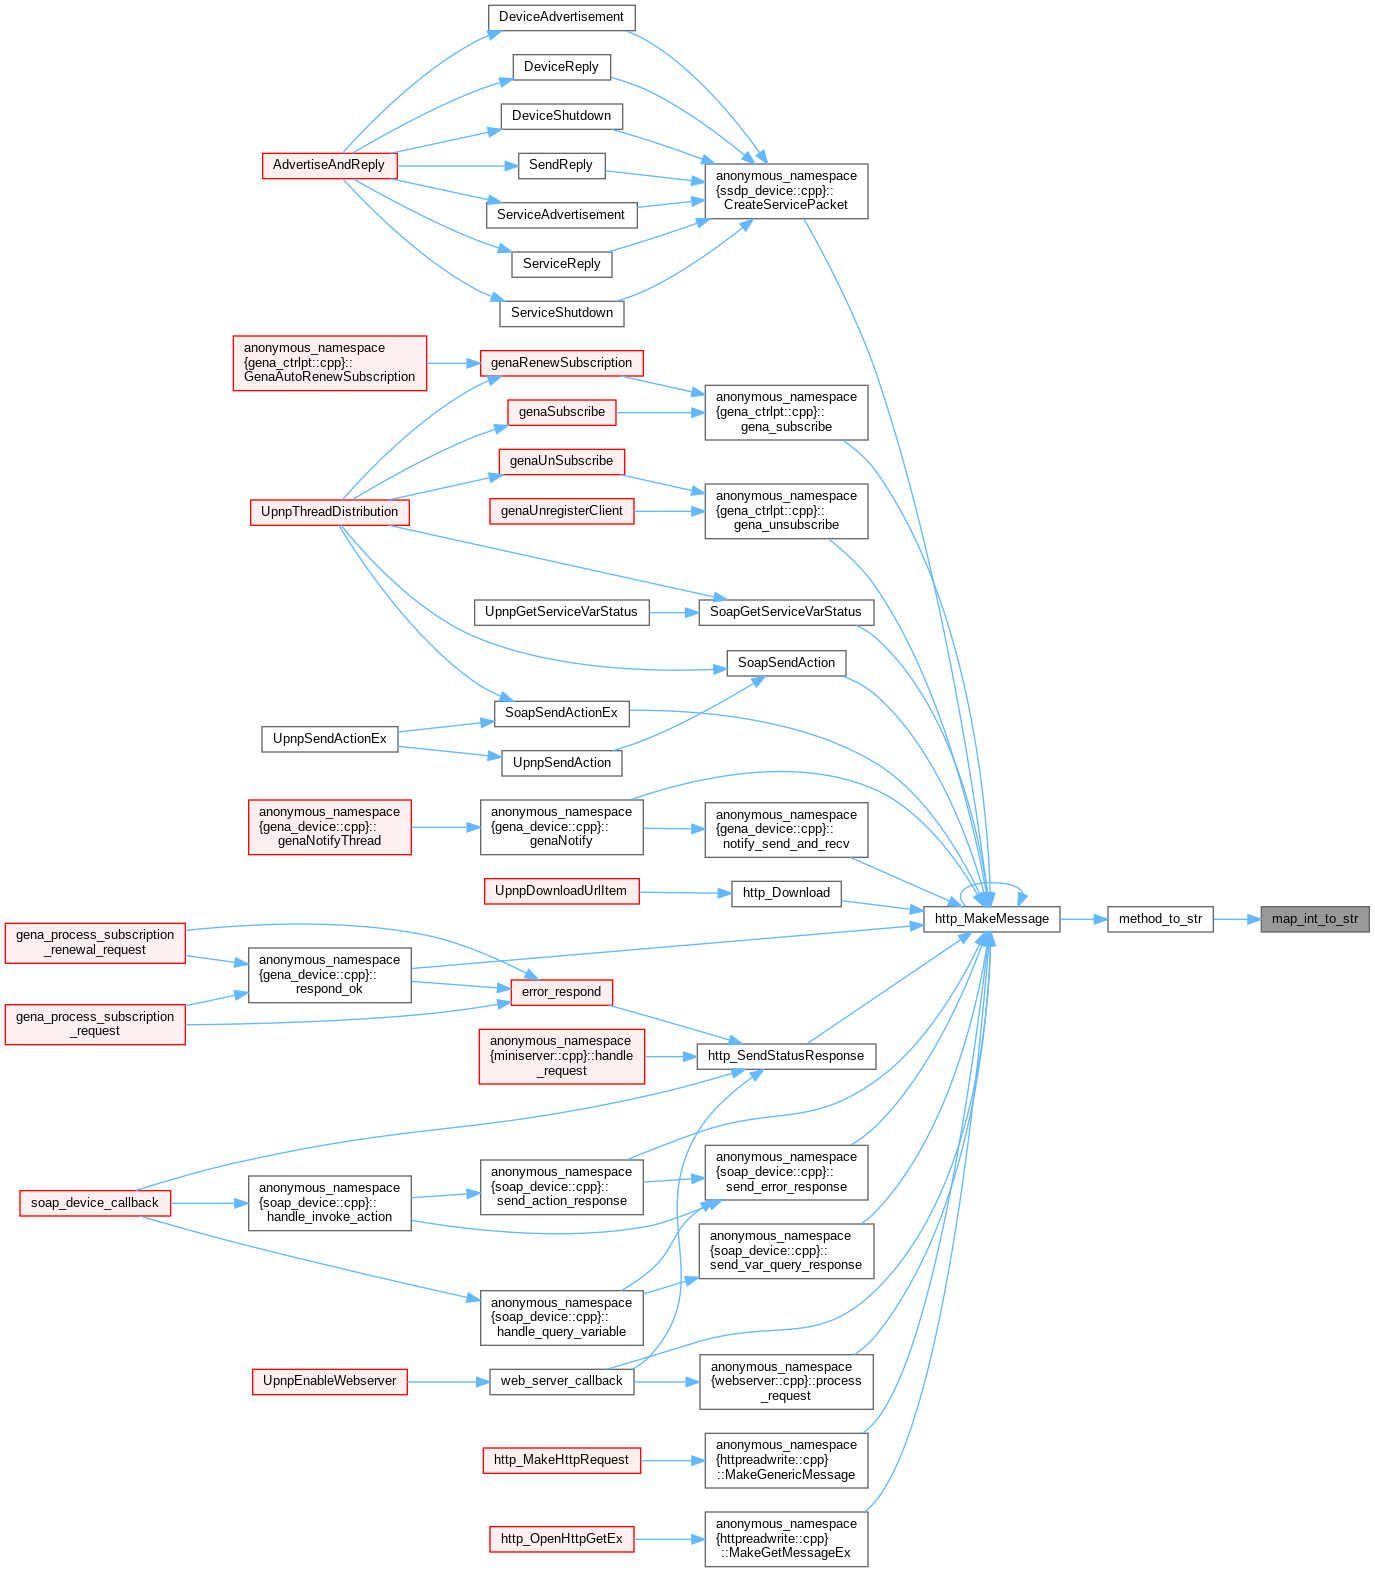 DeviceAdvertisement
DeviceReply
DeviceShutdown
AdvertiseAndReply
SendReply
anonymous_namespace
{ssdp_device::cpp}::
CreateServicePacket
ServiceAdvertisement
ServiceReply
ServiceShutdown
anonymous_namespace
{gena_ctrlpt::cpp}::
GenaAutoRenewSubscription
genaRenewSubscription
genaSubscribe
anonymous_namespace
{gena_ctrlpt::cpp}::
gena_subscribe
genaUnSubscribe
UpnpThreadDistribution
genaUnregisterClient
anonymous_namespace
{gena_ctrlpt::cpp}::
gena_unsubscribe
UpnpGetServiceVarStatus
SoapGetServiceVarStatus
SoapSendAction
SoapSendActionEx
UpnpSendActionEx
UpnpSendAction
anonymous_namespace
{gena_device::cpp}::
genaNotifyThread
anonymous_namespace
{gena_device::cpp}::
genaNotify
anonymous_namespace
{gena_device::cpp}::
notify_send_and_recv
UpnpDownloadUrlItem
http_Download
http_MakeMessage
method_to_str
map_int_to_str
gena_process_subscription
_renewal_request
anonymous_namespace
{gena_device::cpp}::
respond_ok
error_respond
gena_process_subscription
_request
anonymous_namespace
{miniserver::cpp}::handle
_request
http_SendStatusResponse
soap_device_callback
anonymous_namespace
{soap_device::cpp}::
handle_invoke_action
anonymous_namespace
{soap_device::cpp}::
send_action_response
anonymous_namespace
{soap_device::cpp}::
send_error_response
anonymous_namespace
{soap_device::cpp}::
send_var_query_response
anonymous_namespace
{soap_device::cpp}::
handle_query_variable
UpnpEnableWebserver
web_server_callback
anonymous_namespace
{webserver::cpp}::process
_request
http_MakeHttpRequest
anonymous_namespace
{httpreadwrite::cpp}
::MakeGenericMessage
http_OpenHttpGetEx
anonymous_namespace
{httpreadwrite::cpp}
::MakeGetMessageEx